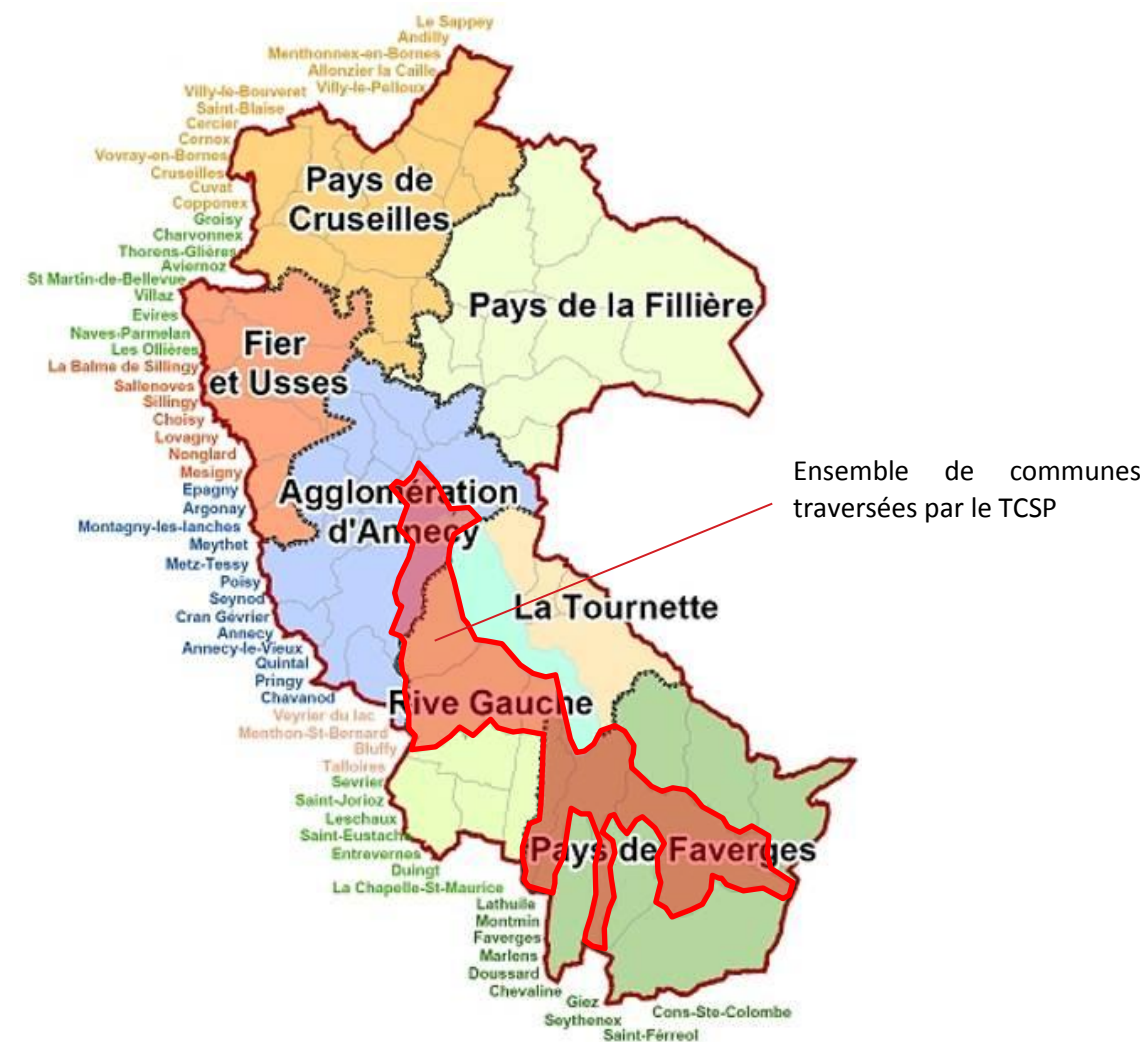 Le Sappey
Andilly
Menthonnex-en-Bornes
Allonzier la Caille
Villy-le-Pelloux
Villy-le-Bouveret
Saint-Blaise
Cercier
Cernex
Vovray-en-Bornes
Cruseilles
Cuvat
Copponex
Groisy
Charvonnex
Thorens-Glières
Aviernoz
St Martin-de-Bellevue
Villaz
Evires
Naves-Parmelan
Les Ollières
La Balme de Sillingy
Sallenoves
Sillingy
Choisy
Lovagny
Nonglard
Mesigny
Epagny
Argonay
Montagny-les-lanches
Meythet
Metz-Tessy
Poisy
Seynod
Cran Gévrier
Annecy
Annecy-le-Vieux
Quintal
Pringy
Chavanod
Veyrier du lac
Menthon-St-Bernard
Bluffy
Talloires
Sevrier
Saint-Jorioz
Leschaux
Saint-Eustache
Entrevernes
Duingt
La Chapelle-St-Maurice
Lathuile
Montmin
Faverges
Marlens
Doussard
Chevaline
Giez
Seythenex
Saint-Férreol
Cons-Ste-Colombe
Pays de
Cruseilles
Pays de la Fillière
Fier
et Usses
Agglomération
d'Annecy
La Tournette
Rive Gauche
Pays de Faverges
Ensemble de communes
traversées par le TCSP